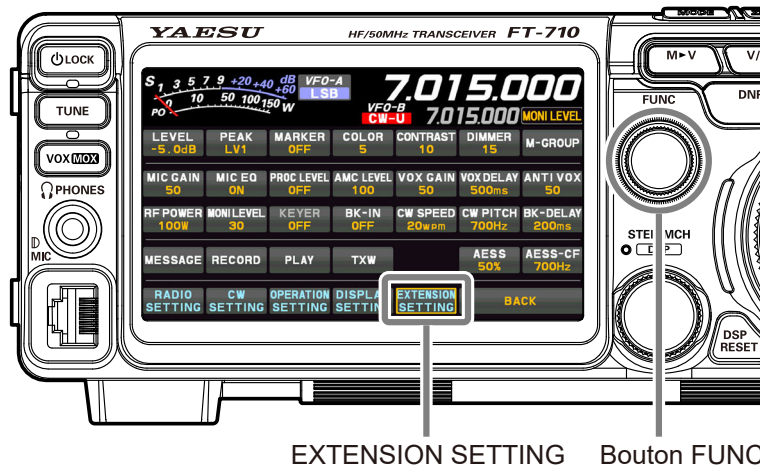 MODE
YAESU HF/50MHz TRANSCEIVER FT-710
LOCK
M►V V/
S 1 3 5 7 9 +20 +40 +60 dB
PO 0 10 50 100 150 W
VFO-A
LSB
7.015.000
VFO-B
CW-U
7.015.000
MONI LEVEL
FUNC
DNR
TUNE
LEVEL PEAK MARKER COLOR CONTRAST DIMMER M-GROUP
-5.0dB LV1 OFF 5 10 15
VOX MOX
MIC GAIN MIC EQ PROC LEVEL AMC LEVEL VOX GAIN VOX DELAY ANTI VOX
50 ON OFF 100 50 500ms 50
PHONES
RF POWER MONI LEVEL KEYER BK-IN CW SPEED CW PITCH BK-DELAY
100W 30 OFF OFF 20wpm 700Hz 200ms
STEP MCH
MIC
MESSAGE RECORD PLAY TXW AESS AESS-CF
50% 700Hz
RADIO CW OPERATION DISPLA EXTENSION BACK
SETTING SETTING SETTING SETTIN SETTING
DSP
RESET
EXTENSION SETTING Bouton FUNC